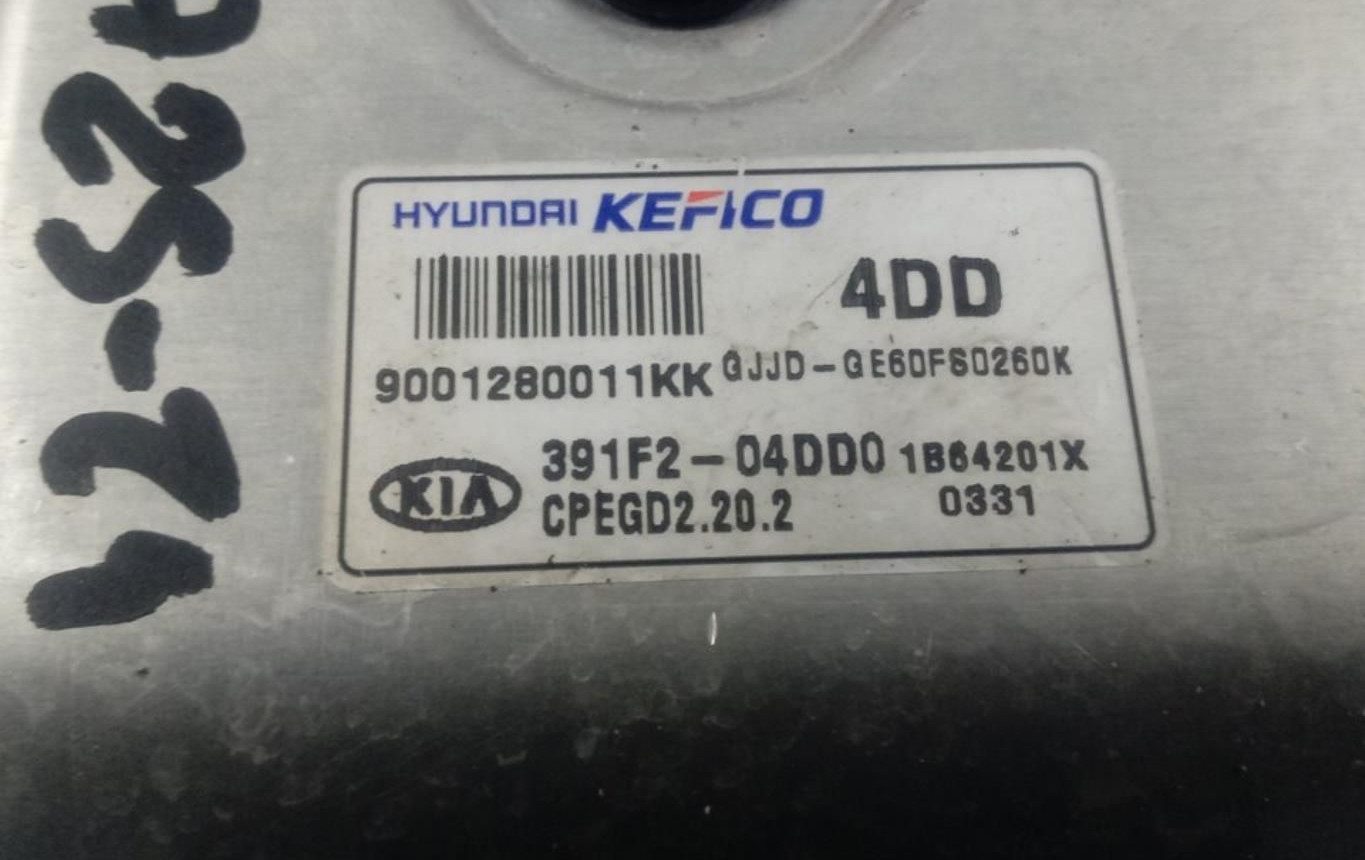 HYUNDAI KEFICO
4DD
9001280011KK GJJD-GE60FS0260K
KIA
391F2-04DD0 1B64201X
CPEGD2.20.2 0331